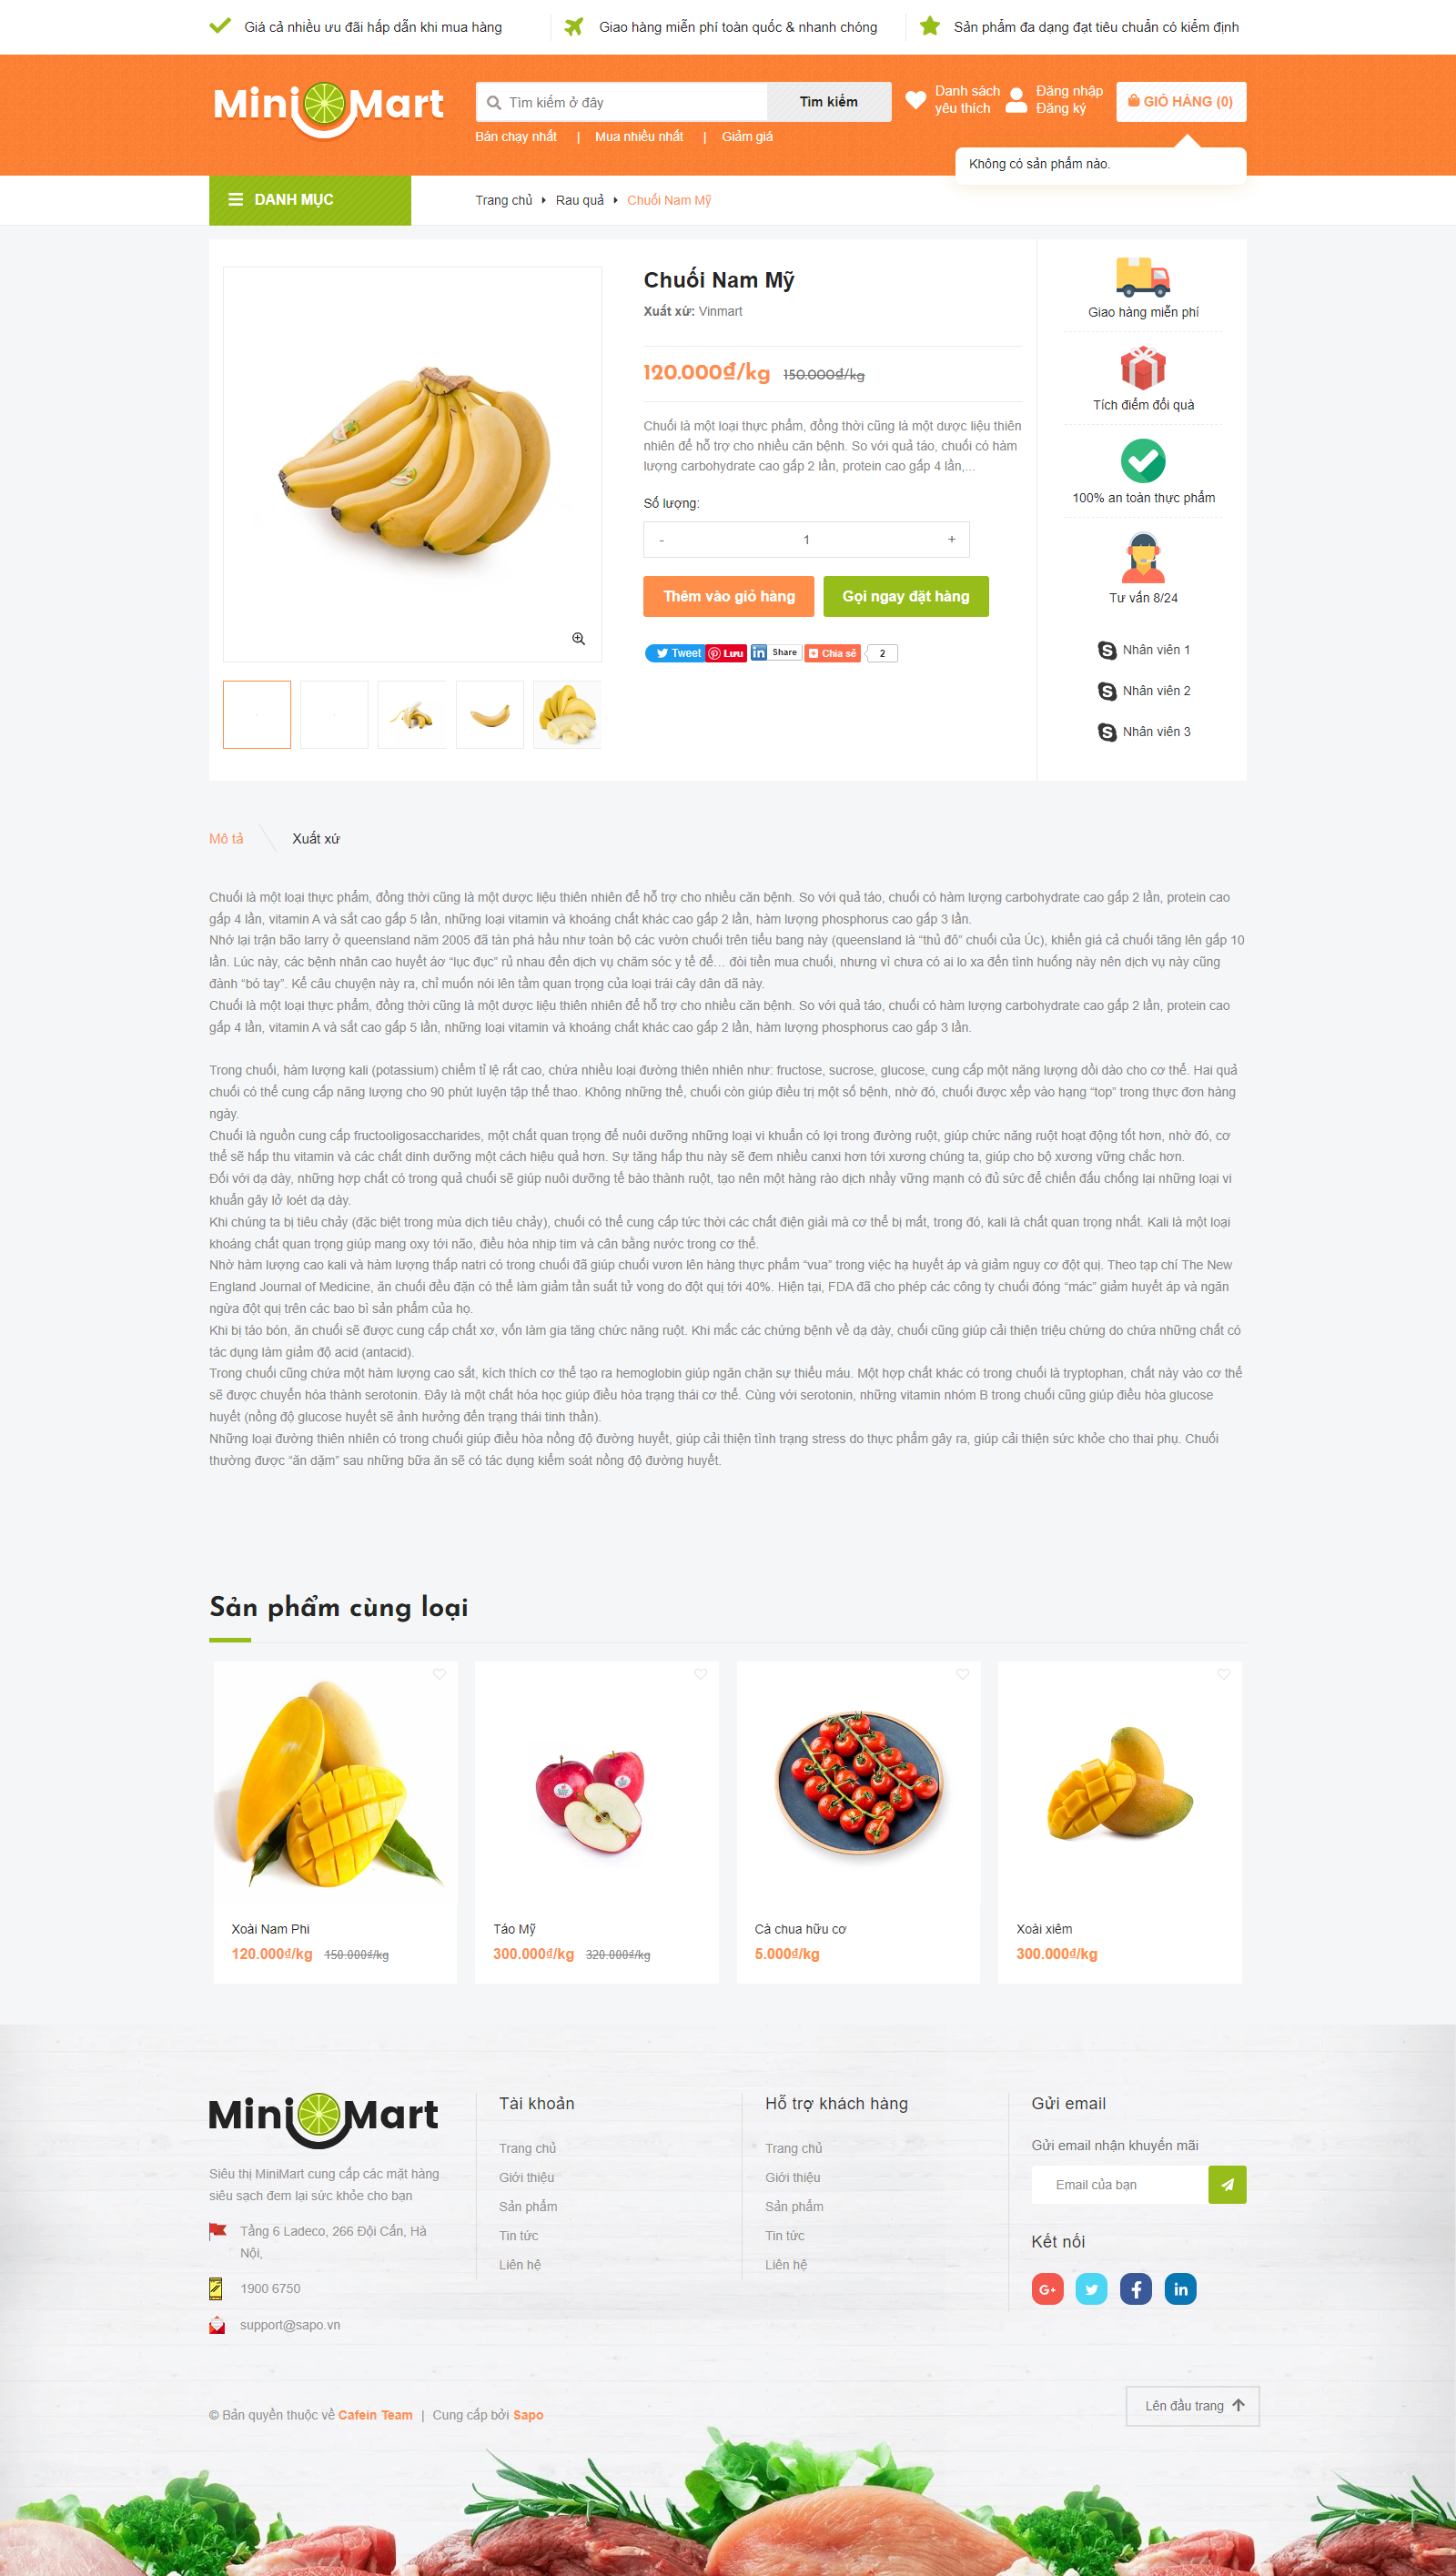 Giá cả nhiều ưu đãi hấp dẫn khi mua hàng
Giao hàng miễn phí toàn quốc & nhanh chóng
Sản phẩm đa dạng đạt tiêu chuẩn có kiểm định
Mini Mart
Tìm kiếm ở đây
Tìm kiếm
Danh sách
yêu thích
Đăng nhập
Đăng ký
GIỎ HÀNG (0)
Bán chạy nhất | Mua nhiều nhất | Giảm giá
Không có sản phẩm nào.
DANH MỤC
Trang chủ Rau quả Chuối Nam Mỹ
Chuối Nam Mỹ
Xuất xứ: Vinmart
120.000₫/kg 150.000₫/kg
Chuối là một loại thực phẩm, đồng thời cũng là một dược liệu thiên
nhiên để hỗ trợ cho nhiều căn bệnh. So với quả táo, chuối có hàm
lượng carbohydrate cao gấp 2 lần, protein cao gấp 4 lần,...
Số lượng:
- 1 +
Thêm vào giỏ hàng
Gọi ngay đặt hàng
Tweet
Lưu
in Share
Chia sẻ
2
Giao hàng miễn phí
Tích điểm đổi quà
100% an toàn thực phẩm
Tư vấn 8/24
Nhân viên 1
Nhân viên 2
Nhân viên 3
Mô tả
Xuất xứ
Chuối là một loại thực phẩm, đồng thời cũng là một dược liệu thiên nhiên để hỗ trợ cho nhiều căn bệnh. So với quả táo, chuối có hàm lượng carbohydrate cao gấp 2 lần, protein cao
gấp 4 lần, vitamin A và sắt cao gấp 5 lần, những loại vitamin và khoáng chất khác cao gấp 2 lần, hàm lượng phosphorus cao gấp 3 lần.
Nhớ lại trận bão larry ở queensland năm 2005 đã tàn phá hầu như toàn bộ các vườn chuối trên tiểu bang này (queensland là “thủ đô” chuối của Úc), khiến giá cả chuối tăng lên gấp 10
lần. Lúc này, các bệnh nhân cao huyết áơ “lục đục” rủ nhau đến dịch vụ chăm sóc y tế để… đòi tiền mua chuối, nhưng vì chưa có ai lo xa đến tình huống này nên dịch vụ này cũng
đành “bó tay”. Kể câu chuyện này ra, chỉ muốn nói lên tầm quan trọng của loại trái cây dân dã này.
Chuối là một loại thực phẩm, đồng thời cũng là một dược liệu thiên nhiên để hỗ trợ cho nhiều căn bệnh. So với quả táo, chuối có hàm lượng carbohydrate cao gấp 2 lần, protein cao
gấp 4 lần, vitamin A và sắt cao gấp 5 lần, những loại vitamin và khoáng chất khác cao gấp 2 lần, hàm lượng phosphorus cao gấp 3 lần.
Trong chuối, hàm lượng kali (potassium) chiếm tỉ lệ rất cao, chứa nhiều loại đường thiên nhiên như: fructose, sucrose, glucose, cung cấp một năng lượng dồi dào cho cơ thể. Hai quả
chuối có thể cung cấp năng lượng cho 90 phút luyện tập thể thao. Không những thế, chuối còn giúp điều trị một số bệnh, nhờ đó, chuối được xếp vào hạng “top” trong thực đơn hàng
ngày.
Chuối là nguồn cung cấp fructooligosaccharides, một chất quan trọng để nuôi dưỡng những loại vi khuẩn có lợi trong đường ruột, giúp chức năng ruột hoạt động tốt hơn, nhờ đó, cơ
thể sẽ hấp thu vitamin và các chất dinh dưỡng một cách hiệu quả hơn. Sự tăng hấp thu này sẽ đem nhiều canxi hơn tới xương chúng ta, giúp cho bộ xương vững chắc hơn.
Đối với dạ dày, những hợp chất có trong quả chuối sẽ giúp nuôi dưỡng tế bào thành ruột, tạo nên một hàng rào dịch nhầy vững mạnh có đủ sức để chiến đấu chống lại những loại vi
khuẩn gây lở loét dạ dày.
Khi chúng ta bị tiêu chảy (đặc biệt trong mùa dịch tiêu chảy), chuối có thể cung cấp tức thời các chất điện giải mà cơ thể bị mất, trong đó, kali là chất quan trọng nhất. Kali là một loại
khoáng chất quan trọng giúp mang oxy tới não, điều hòa nhịp tim và cân bằng nước trong cơ thể.
Nhờ hàm lượng cao kali và hàm lượng thấp natri có trong chuối đã giúp chuối vươn lên hàng thực phẩm “vua” trong việc hạ huyết áp và giảm nguy cơ đột quị. Theo tạp chí The New
England Journal of Medicine, ăn chuối đều đặn có thể làm giảm tần suất tử vong do đột quị tới 40%. Hiện tại, FDA đã cho phép các công ty chuối đóng “mác” giảm huyết áp và ngăn
ngừa đột quị trên các bao bì sản phẩm của họ.
Khi bị táo bón, ăn chuối sẽ được cung cấp chất xơ, vốn làm gia tăng chức năng ruột. Khi mắc các chứng bệnh về dạ dày, chuối cũng giúp cải thiện triệu chứng do chứa những chất có
tác dụng làm giảm độ acid (antacid).
Trong chuối cũng chứa một hàm lượng cao sắt, kích thích cơ thể tạo ra hemoglobin giúp ngăn chặn sự thiếu máu. Một hợp chất khác có trong chuối là tryptophan, chất này vào cơ thể
sẽ được chuyển hóa thành serotonin. Đây là một chất hóa học giúp điều hòa trạng thái cơ thể. Cùng với serotonin, những vitamin nhóm B trong chuối cũng giúp điều hòa glucose
huyết (nồng độ glucose huyết sẽ ảnh hưởng đến trạng thái tinh thần).
Những loại đường thiên nhiên có trong chuối giúp điều hòa nồng độ đường huyết, giúp cải thiện tình trạng stress do thực phẩm gây ra, giúp cải thiện sức khỏe cho thai phụ. Chuối
thường được “ăn dặm” sau những bữa ăn sẽ có tác dụng kiểm soát nồng độ đường huyết.
Sản phẩm cùng loại
Xoài Nam Phi
120.000₫/kg 150.000₫/kg
Táo Mỹ
300.000₫/kg 320.000₫/kg
Cà chua hữu cơ
5.000₫/kg
Xoài xiêm
300.000₫/kg
Mini Mart
Siêu thị MiniMart cung cấp các mặt hàng
siêu sạch đem lại sức khỏe cho bạn
Tầng 6 Ladeco, 266 Đội Cấn, Hà
Nội,
1900 6750
support@sapo.vn
Tài khoản
Trang chủ
Giới thiệu
Sản phẩm
Tin tức
Liên hệ
Hỗ trợ khách hàng
Trang chủ
Giới thiệu
Sản phẩm
Tin tức
Liên hệ
Gửi email
Gửi email nhận khuyến mãi
Email của bạn
Kết nối
G+
f
in
© Bản quyền thuộc về Cafein Team | Cung cấp bởi Sapo
Lên đầu trang